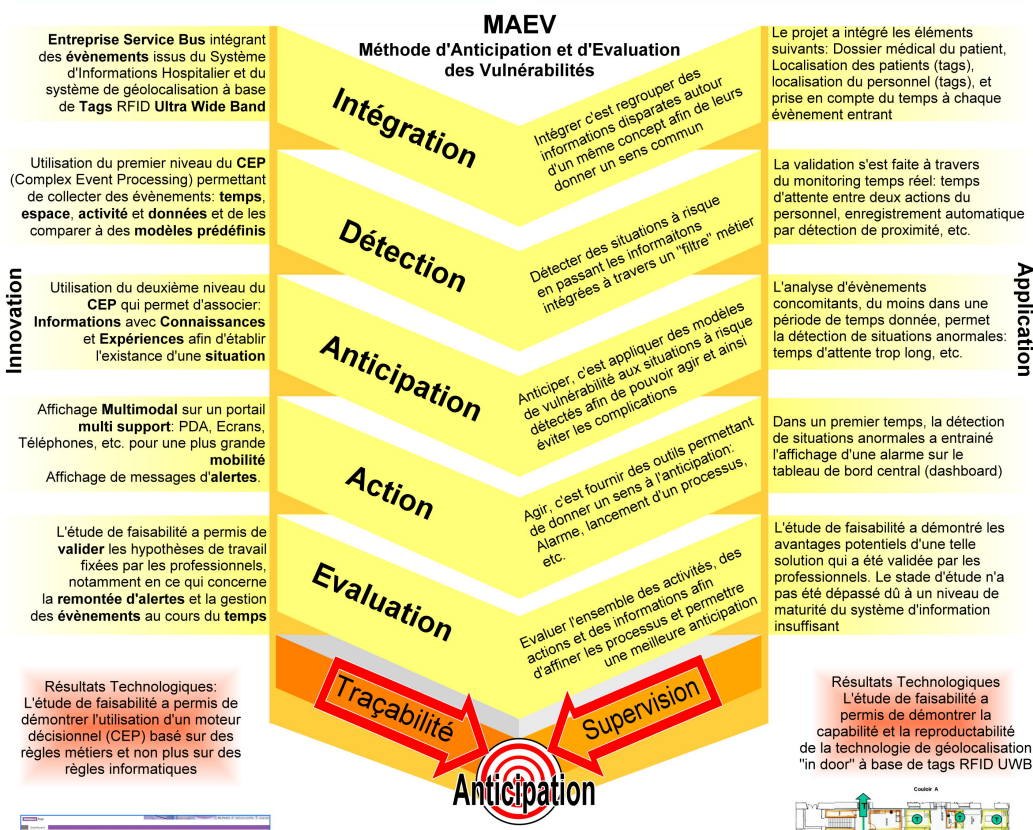 MAEV
Méthode d'Anticipation et d'Evaluation
des Vulnérabilités
Innovation
Application
Entreprise Service Bus intégrant
des évènements issu du Système
d'Informations Hospitalier et du
système de géolocalisation à base
de Tags RFID Ultra Wide Band
Intégration
Intégrer c'est regrouper des
informations disparates autour
d'un même concept afin de leurs
donner un sens commun
Le projet a intégré les éléments
suivants: Dossier médical du patient,
Localisation des patients (tags),
localisation du personnel (tags), et
prise en compte du temps à chaque
évènement entrant
Utilisation du premier niveau du CEP
(Complex Event Processing) permettant
de collecter des évènements: temps,
espace, activité et données et de les
comparer à des modèles prédéfinis
Détection
Détecter des situations à risque
en passant les informaitons
intégrées à travers un "filtre" métier
La validation s'est faite à travers
du monitoring temps réel: temps
d'attente entre deux actions du
personnel, enregistrement automatique
par détection de proximité, etc.
Utilisation du deuxième niveau du
CEP qui permet d'associer:
Informations avec Connaissances
et Expériences afin d'établir
l'existance d'une situation
Anticipation
Anticiper, c'est appliquer des modèles
de vulnérabilité aux situations à risque
détectés afin de pouvoir agir et ainsi
éviter les complications
L'analyse d'évènements
concomitants, du moins dans une
période de temps donnée, permet
la détection de situations anormales:
temps d'attente trop long, etc.
Affichage Multimodal sur un portail
multi support: PDA, Ecrans,
Téléphones, etc. pour une plus grande
mobilité
Affichage de messages d'alertes.
Action
Agir, c'est fournir des outils permettant
de donner un sens à l'anticipation:
Alarme, lancement d'un processus,
etc.
Dans un premier temps, la détection
de situations anormales a entrainé
l'affichage d'une alarme sur le
tableau de bord central (dashboard)
L'étude de faisabilité a permis de
valider les hypothèses de travail
fixées par les professionnels,
notamment en ce qui concerne
la remontée d'alertes et la gestion
des évènements au cours du temps
Evaluation
Evaluer l'ensemble des activités, des
actions et des informations afin
d'affiner les processus et permettre
une meilleure anticipation
L'étude de faisabilité a démontré les
avantages potentiels d'une telle
solution qui a été validée par les
professionnels. Le stade d'étude n'a
pas été dépassé dû à un niveau de
maturité du système d'information
insuffisant
Résultats Technologiques:
L'étude de faisabilité a permis de
démontrer l'utilisation d'un moteur
décisionnel (CEP) basé sur des
règles métiers et non plus sur des
règles informatiques
Traçabilité
Supervision
Anticipation
Résultats Technologiques
L'étude de faisabilité a
permis de démontrer la
capabilité et la reproductabilité
de la technologie de géolocalisation
"in door" à base de tags RFID UWB
Couloir A